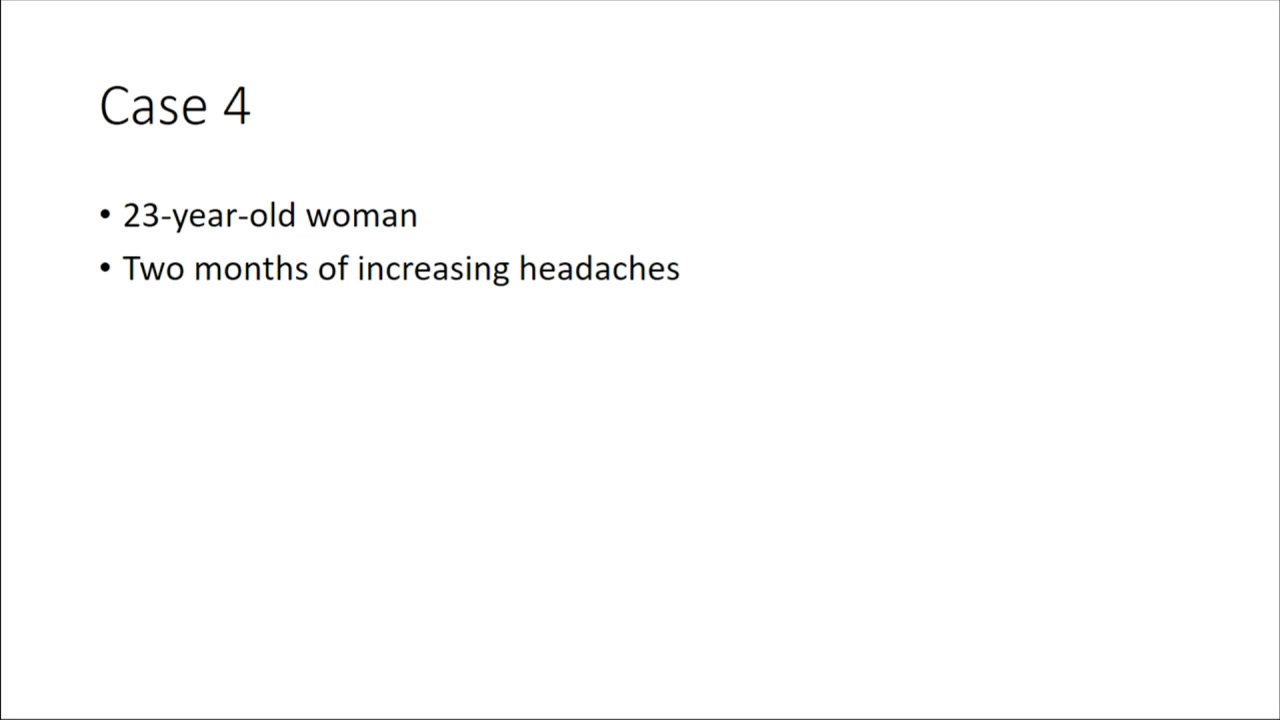 Case 4
• 23-year-old woman
• Two months of increasing headaches